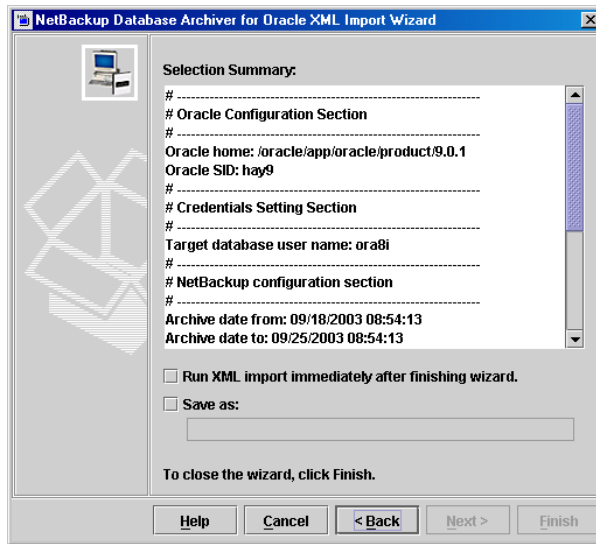 NetBackup Database Archiver for Oracle XML Import Wizard
Selection Summary:
# ------------------------------------------------------------
# Oracle Configuration Section
# ------------------------------------------------------------
Oracle home: /oracle/app/oracle/product/9.0.1
Oracle SID: hay9
# ------------------------------------------------------------
# Credentials Setting Section
# ------------------------------------------------------------
Target database user name: ora8i
# ------------------------------------------------------------
# NetBackup configuration section
# ------------------------------------------------------------
Archive date from: 09/18/2003 08:54:13
Archive date to: 09/25/2003 08:54:13
Run XML import immediately after finishing wizard.
Save as:
To close the wizard, click Finish.
Help Cancel < Back Next > Finish